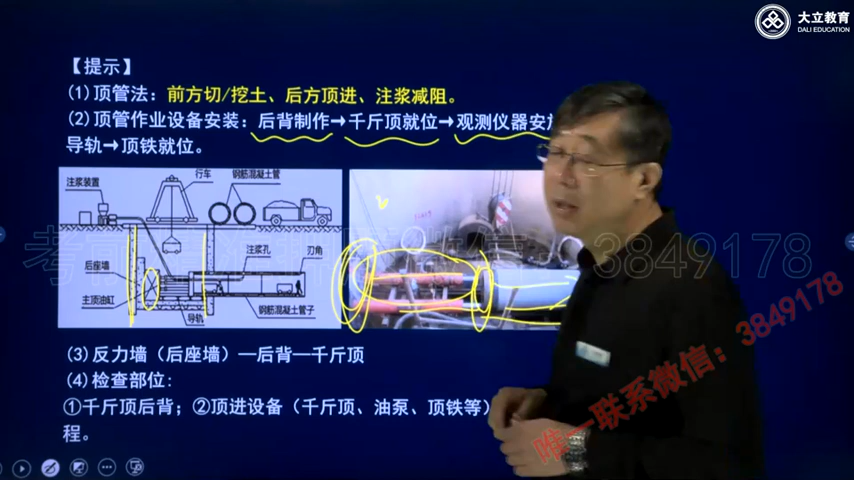 大立教育
DALI EDUCATION
【提示】
(1)顶管法：前方切/挖土、后方顶进、注浆减阻。
(2)顶管作业设备安装：后背制作→千斤顶就位→观测仪器安放
导轨→顶铁就位。
注浆装置
行车
钢筋混凝土管
注浆孔
刃角
后座墙
主顶油缸
导轨
钢筋混凝土管子
3849178
(3)反力墙（后座墙）—后背—千斤顶
(4)检查部位:
①千斤顶后背；②顶进设备（千斤顶、油泵、顶铁等）
程。
唯一联系微信：3849178